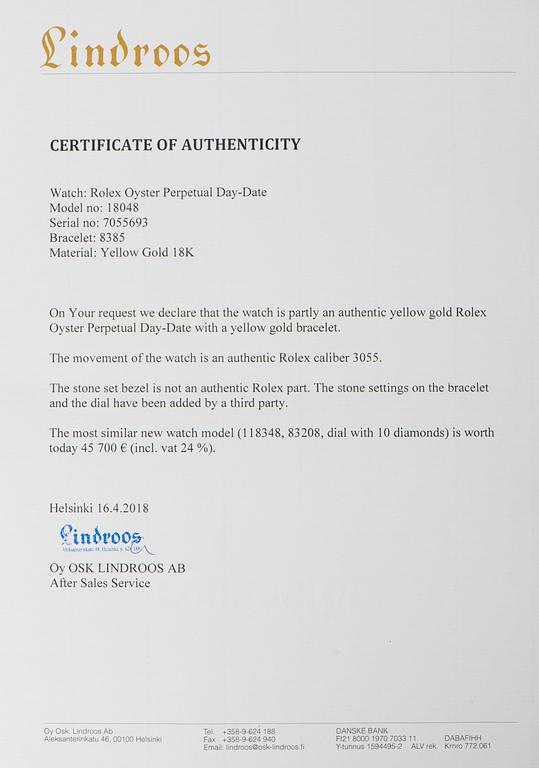 Lindroos
CERTIFICATE OF AUTHENTICITY
Watch: Rolex Oyster Perpetual Day-Date
Model no: 18048
Serial no: 7055693
Bracelet: 8385
Material: Yellow Gold 18K
On Your request we declare that the watch is partly an authentic yellow gold Rolex
Oyster Perpetual Day-Date with a yellow gold bracelet.
The movement of the watch is an authentic Rolex caliber 3055.
The stone set bezel is not an authentic Rolex part. The stone settings on the bracelet
and the dial have been added by a third party.
The most similar new watch model (118348, 83208, dial with 10 diamonds) is worth
today 45 700 € (incl. vat 24 %).
Helsinki 16.4.2018
Lindroos
Oy OSK LINDROOS AB
After Sales Service
Oy Osk. Lindroos Ab
Aleksanterinkatu 46, 00100 Helsinki
Tel. +358-9-624 188
Fax +358-9-624 940
Email: lindroos@osk-lindroos.fi
DANSKE BANK
FI21 8000 1970 7033 11 DABAFIHH
Y-tunnus 1594495-2 ALV rek. Krnro 772.061